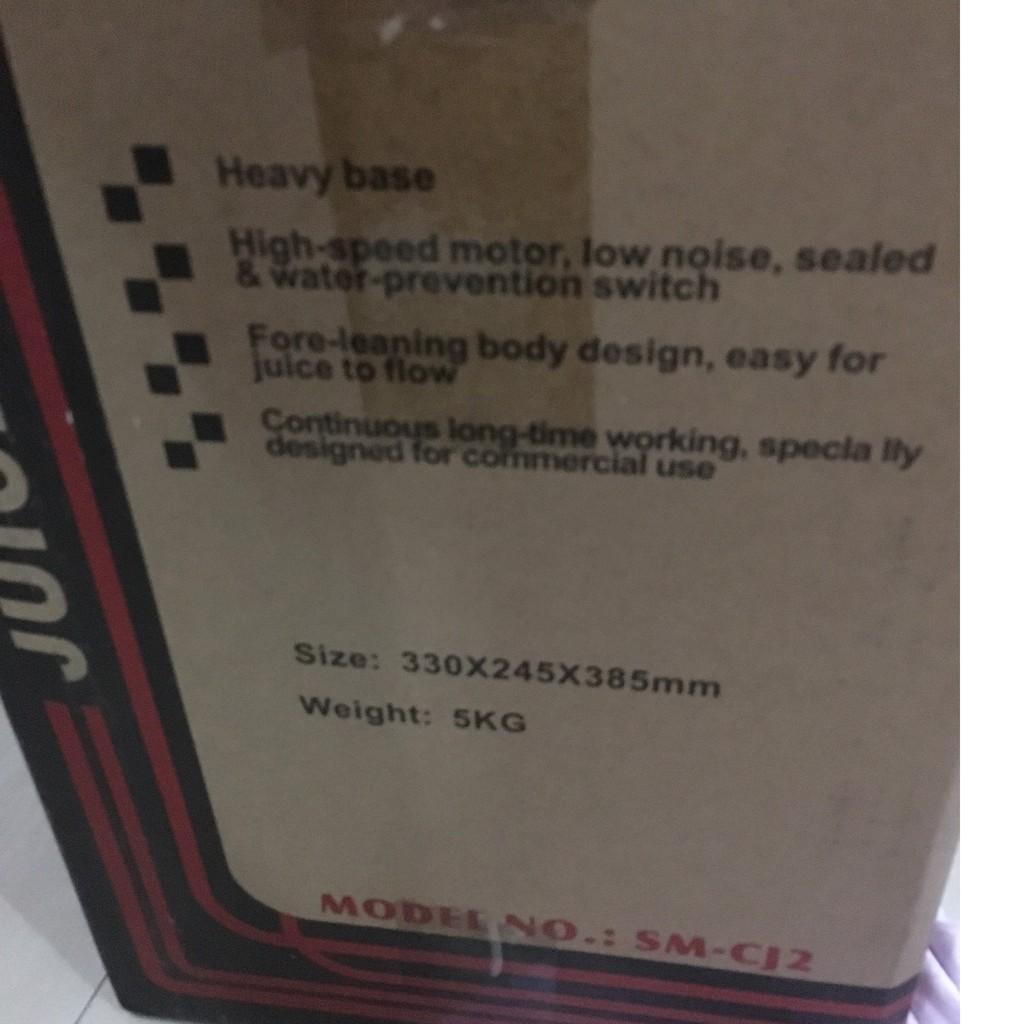 Heavy base
High-speed motor, low noise, sealed
& water-prevention switch
Fore-leaning body design, easy for
juice to flow
Continuous long-time working, specia lly
designed for commercial use
Size: 330X245X385mm
Weight: 5KG
MODEL NO.: SM-CJ2